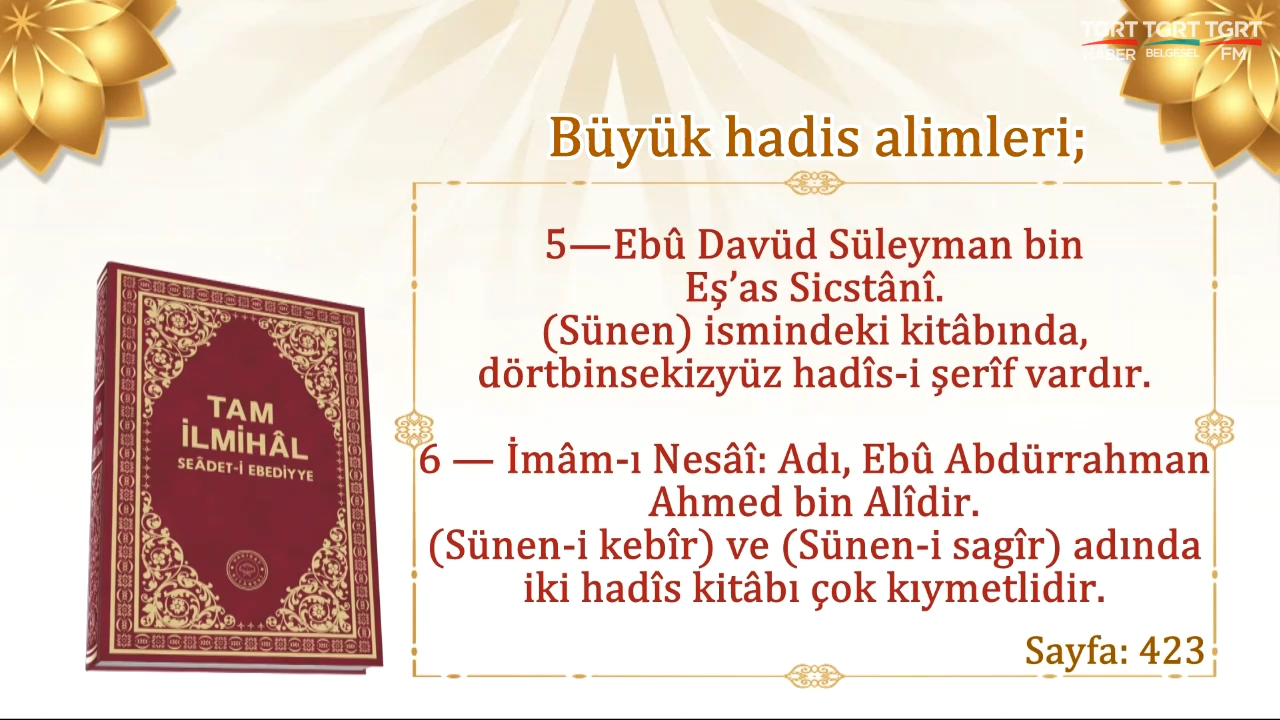 TGRT TGRT TGRT
HABER BELGESEL FM
Büyük hadis alimleri;
5—Ebû Davüd Süleyman bin
Eş’as Sicstânî.
(Sünen) ismindeki kitâbında,
dörtbinsekizyüz hadîs-i şerîf vardır.
6 — İmâm-ı Nesâî: Adı, Ebû Abdürrahman
Ahmed bin Alîdir.
(Sünen-i kebîr) ve (Sünen-i sagîr) adında
iki hadîs kitâbı çok kıymetlidir.
Sayfa: 423
TAM
İLMİHÂL
SEÂDET-İ EBEDİYYE